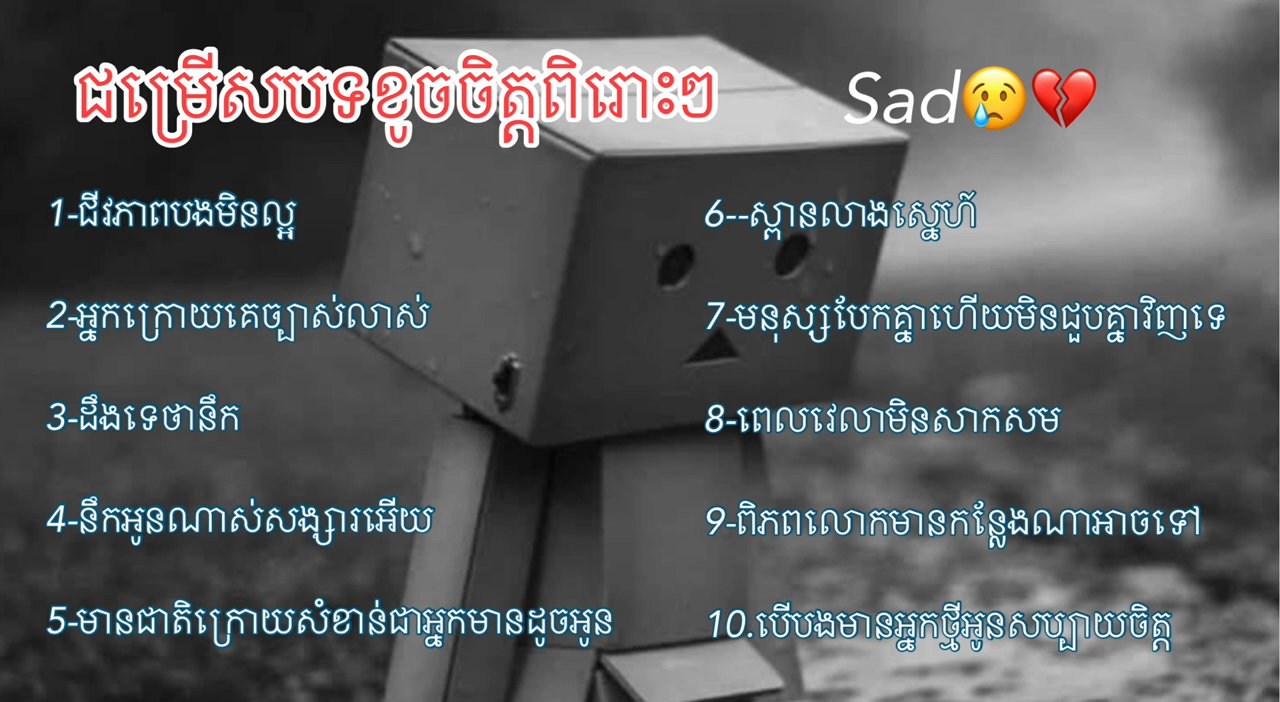 ជម្រើសបទខូចចិត្តពិរោះៗ
Sad😢💔
1-ជីវភាពបងមិនល្អ
2-អ្នកក្រោយគេច្បាស់លាស់
3-ដឹងទេថានឹក
4-នឹកអូនណាស់សង្សារអើយ
5-មានជាតិក្រោយសំខាន់ជាអ្នកមានដូចអូន
6--ស្ពានលាងស្នេហ៍
7-មនុស្សបែកគ្នាហើយមិនជួបគ្នាវិញទេ
8-ពេលវេលាមិនសាកសម
9-ពិភពលោកមានកន្លែងណាអាចទៅ
10.បើបងមានអ្នកថ្មីអូនសប្បាយចិត្ត